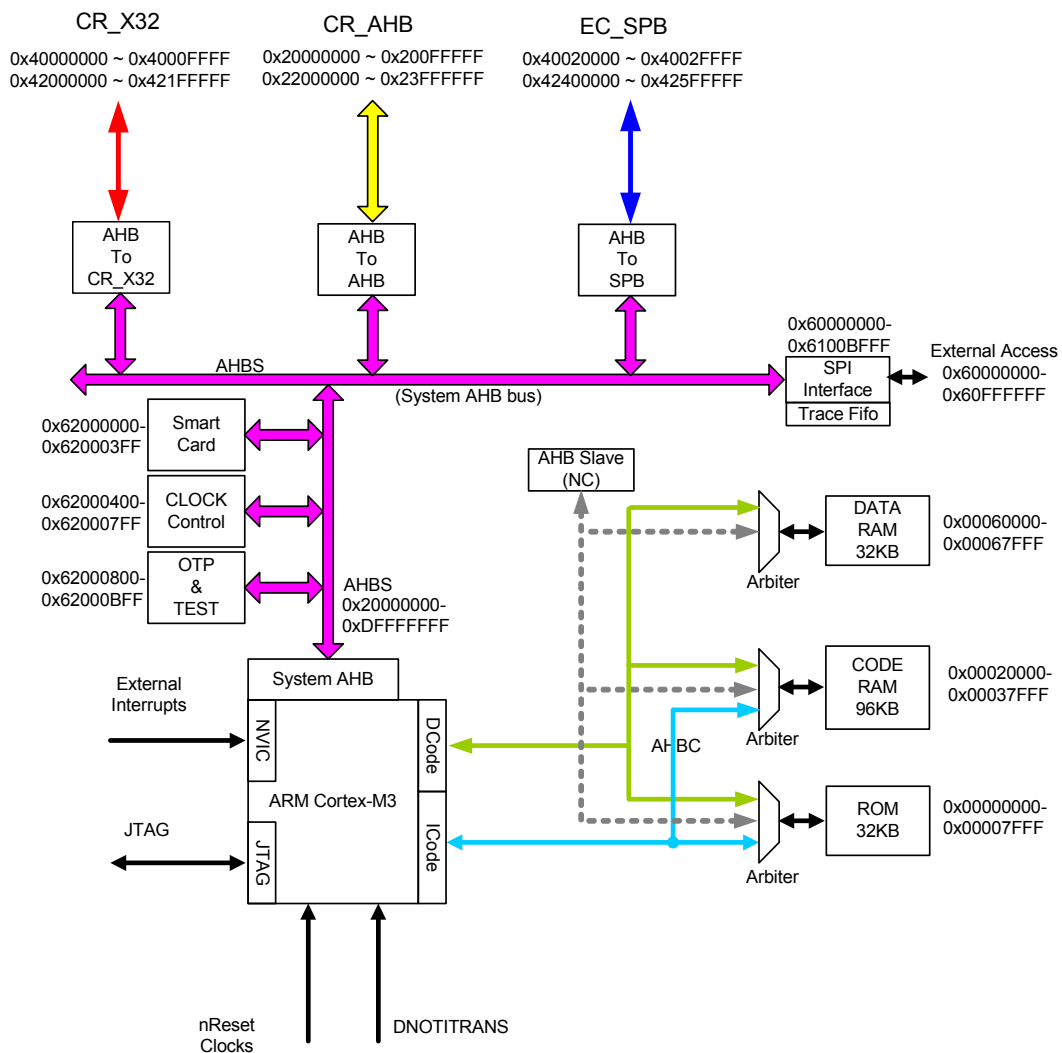 CR_X32
0x40000000 ~ 0x4000FFFF
0x42000000 ~ 0x421FFFFF
CR_AHB
0x20000000 ~ 0x200FFFFF
0x22000000 ~ 0x23FFFFFF
EC_SPB
0x40020000 ~ 0x4002FFFF
0x42400000 ~ 0x425FFFFF
AHB
To
CR_X32
AHB
To
AHB
AHB
To
SPB
AHBS
(System AHB bus)
0x60000000-
0x6100BFFF
SPI
Interface
Trace Fifo
External Access
0x60000000-
60FFFFFF
0x62000000-
0x620003FF
Smart
Card
0x62000400-
0x620007FF
CLOCK
Control
0x62000800-
0x62000BFF
OTP
&
TEST
AHBS
0x20000000-
0xDFFFFFFF
AHB Slave
(NC)
Arbiter
DATA
RAM
32KB
0x00060000-
0x00067FFF
Arbiter
CODE
RAM
96KB
0x00020000-
0x00037FFF
AHBC
Arbiter
ROM
32KB
0x00000000-
0x00007FFF
System AHB
External
Interrupts
NVIC
DCode
ARM Cortex-M3
JTAG
JTAG
ICode
nReset
Clocks
DNOTITRANS